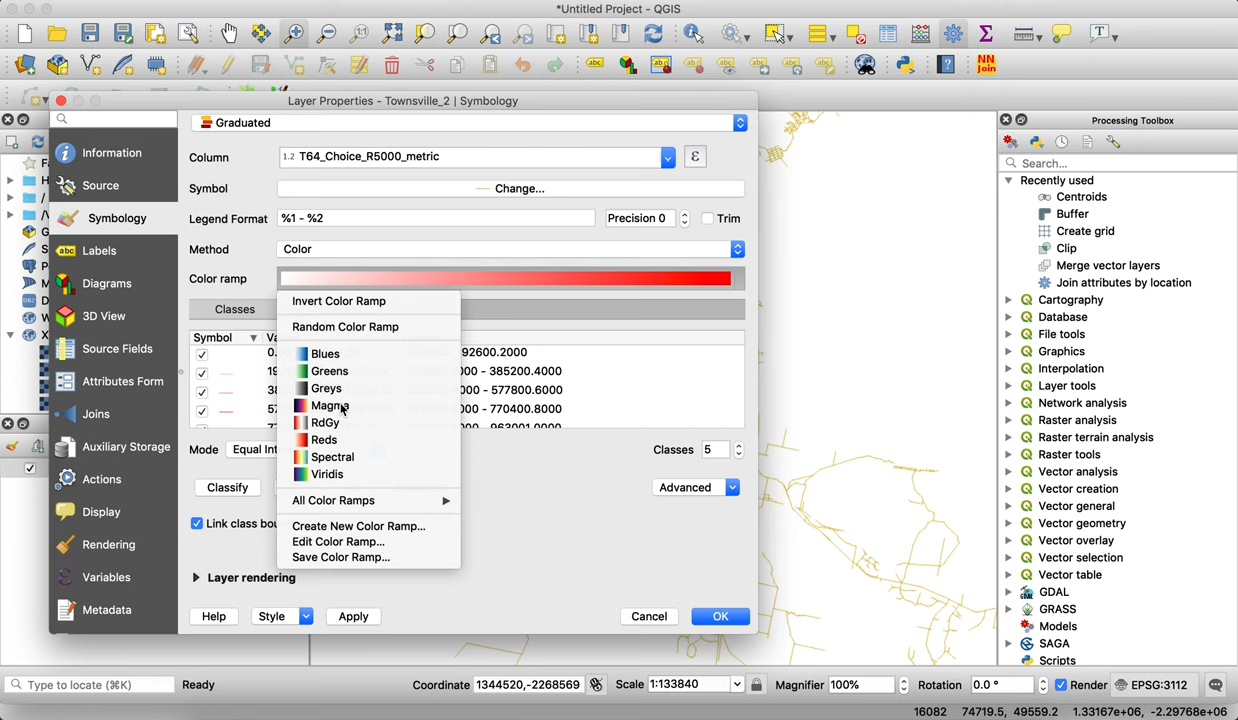 *Untitled Project - QGIS
Layer Properties - Townsville_2 | Symbology
Information
Source
Symbology
Labels
Diagrams
3D View
Source Fields
Attributes Form
Joins
Auxiliary Storage
Actions
Display
Rendering
Variables
Metadata
Graduated
Column 1.2 T64_Choice_R5000_metric ε
Symbol Change...
Legend Format %1 - %2 Precision 0 Trim
Method Color
Color ramp
Classes
Symbol
92600.2000
000 - 385200.4000
000 - 577800.6000
000 - 770400.8000
Mode Equal Int Classes 5
Classify Advanced
Link class bou
Layer rendering
Help Style Apply Cancel OK
Invert Color Ramp
Random Color Ramp
Blues
Greens
Greys
Magma
RdGy
Reds
Spectral
Viridis
All Color Ramps
Create New Color Ramp...
Edit Color Ramp...
Save Color Ramp...
Processing Toolbox
Search...
Recently used
Centroids
Buffer
Create grid
Clip
Merge vector layers
Join attributes by location
Cartography
Database
File tools
Graphics
Interpolation
Layer tools
Network analysis
Raster analysis
Raster terrain analysis
Raster tools
Vector analysis
Vector creation
Vector general
Vector geometry
Vector overlay
Vector selection
Vector table
GDAL
GRASS
Models
SAGA
Scripts
Type to locate (⌘K) Ready Coordinate 1344520,-2268569 Scale 1:133840 Magnifier 100% Rotation 0.0 ° Render EPSG:3112
16082 74719.5, 49559.2 1.33167e+06, -2.29768e+06